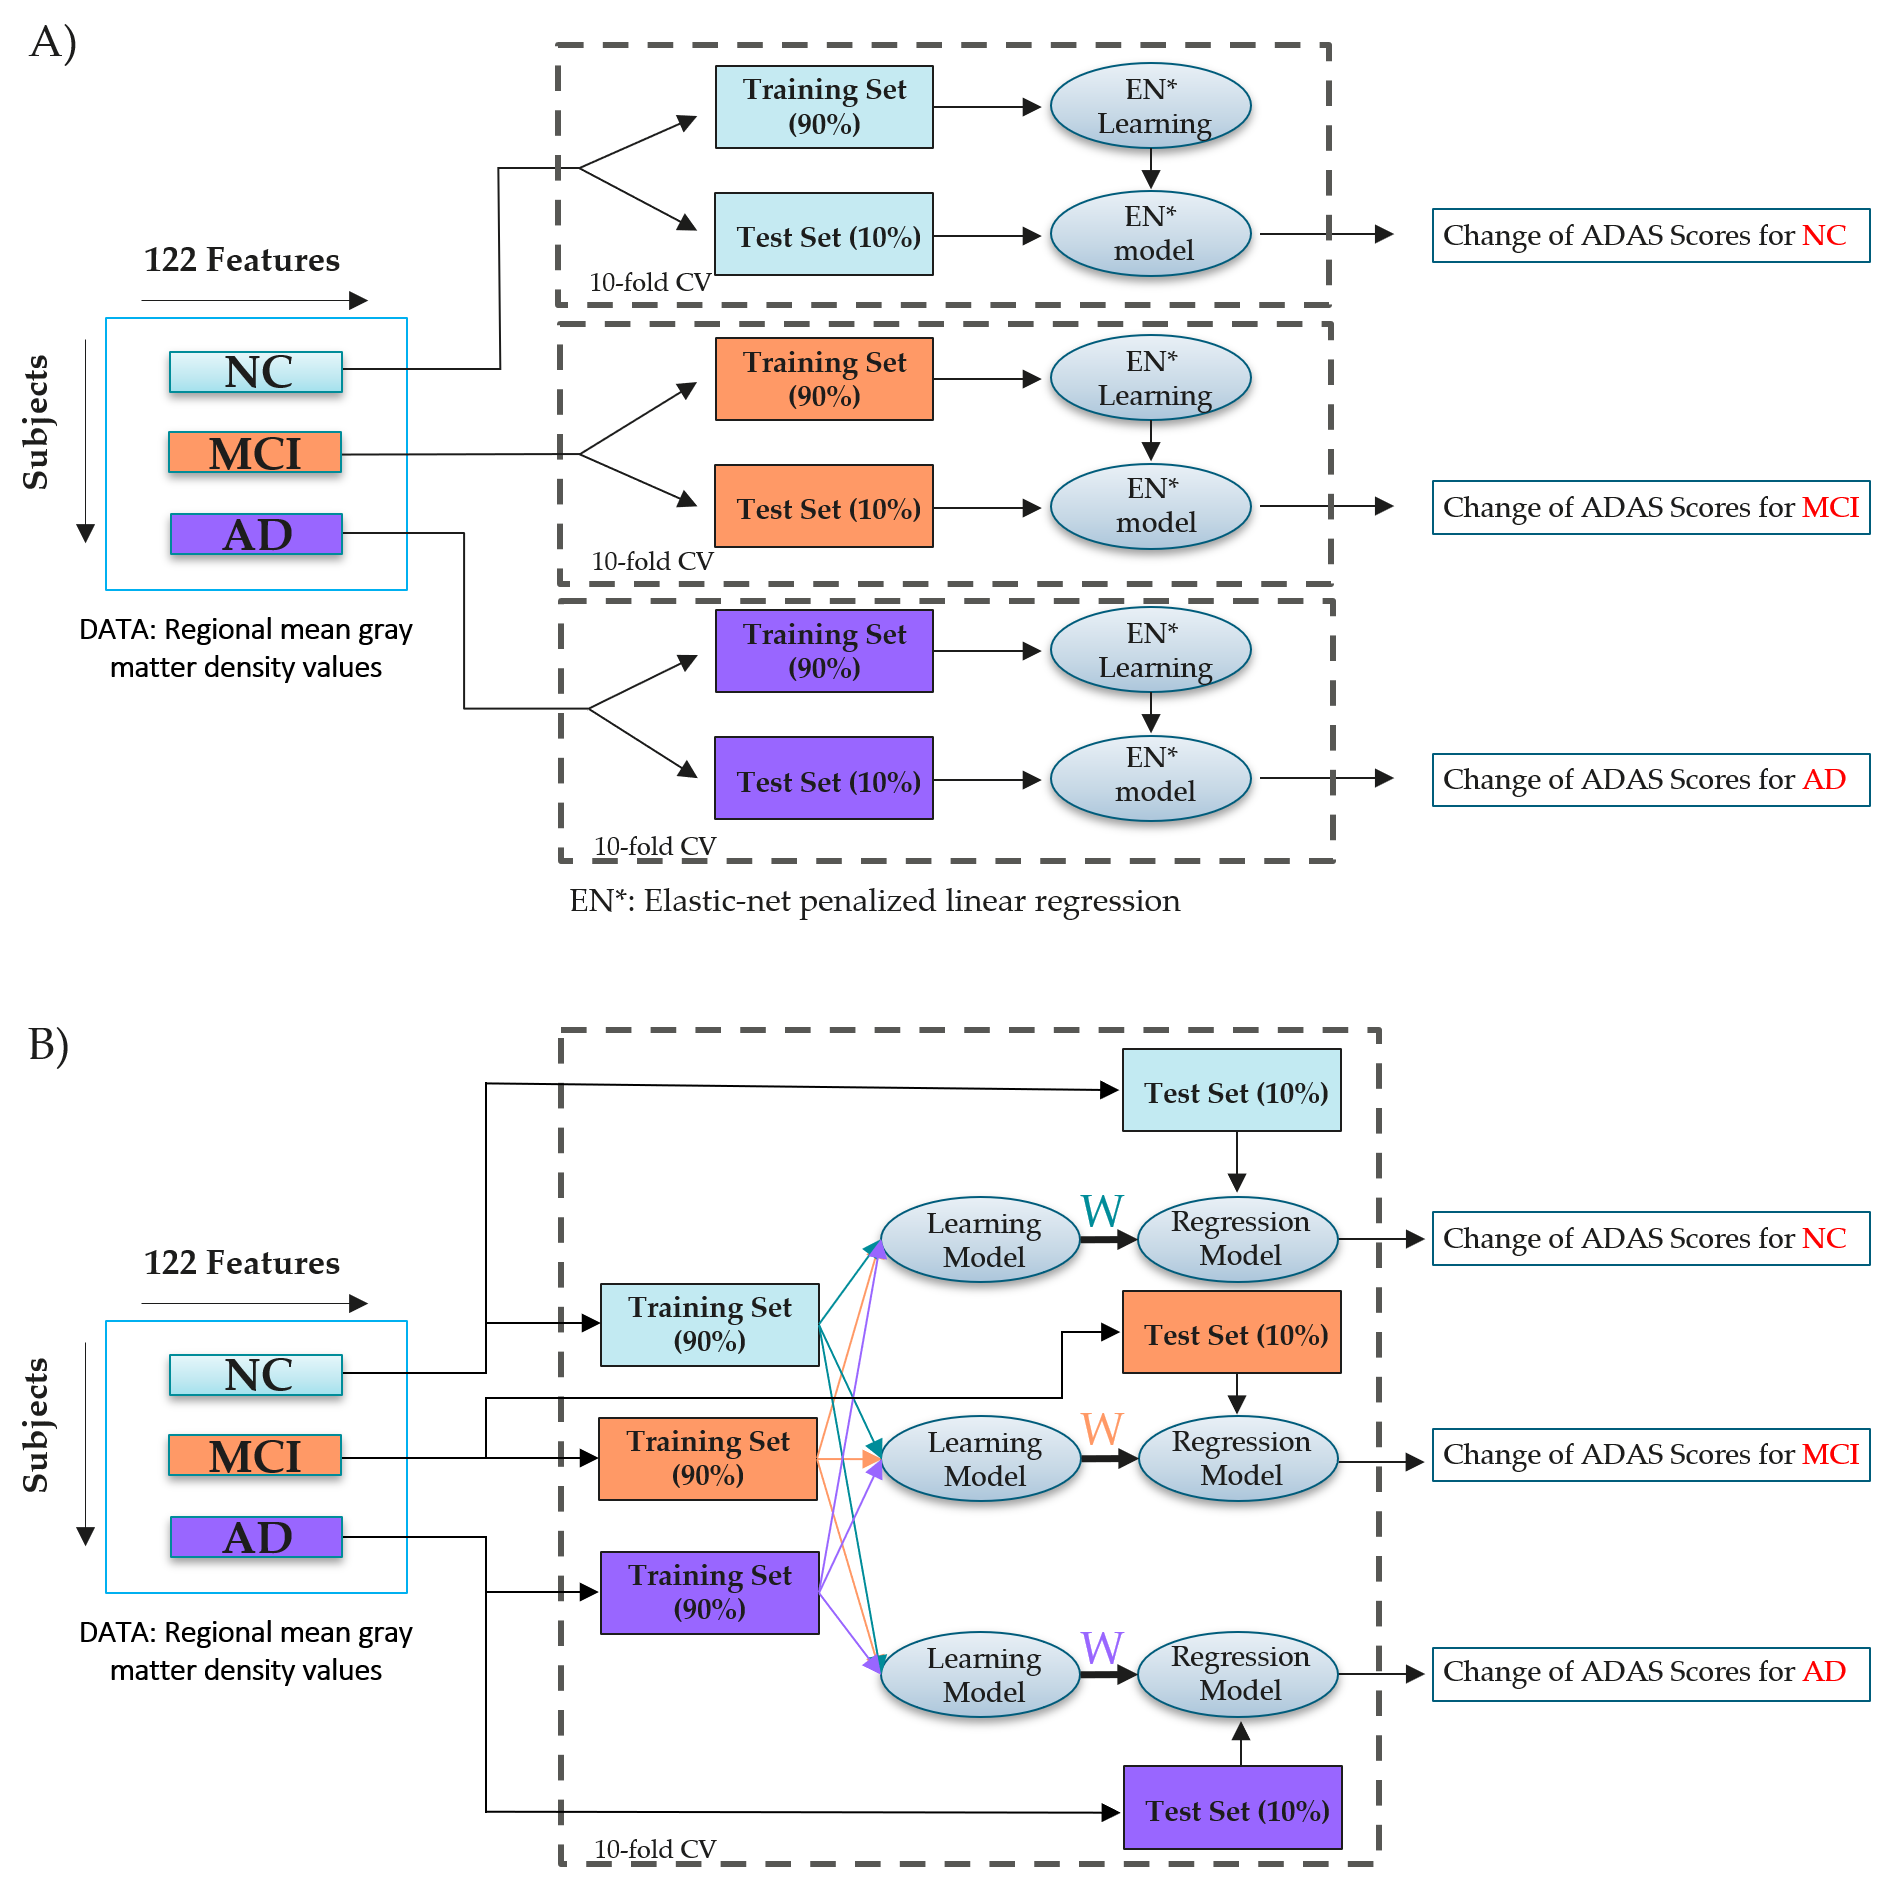 A)
Training Set
(90%)
EN*
Learning
Test Set (10%)
EN*
model
10-fold CV
Change of ADAS Scores for NC
122 Features
Subjects
NC
MCI
AD
DATA: Regional mean gray
matter density values
Training Set
(90%)
EN*
Learning
Test Set (10%)
EN*
model
10-fold CV
Change of ADAS Scores for MCI
Training Set
(90%)
EN*
Learning
Test Set (10%)
EN*
model
10-fold CV
Change of ADAS Scores for AD
EN*: Elastic-net penalized linear regression
B)
122 Features
Subjects
NC
MCI
AD
DATA: Regional mean gray
matter density values
Test Set (10%)
Learning
Model
W
Regression
Model
Change of ADAS Scores for NC
Training Set
(90%)
Test Set (10%)
Training Set
(90%)
Learning
Model
W
Regression
Model
Change of ADAS Scores for MCI
Training Set
(90%)
Learning
Model
W
Regression
Model
Change of ADAS Scores for AD
Test Set (10%)
10-fold CV